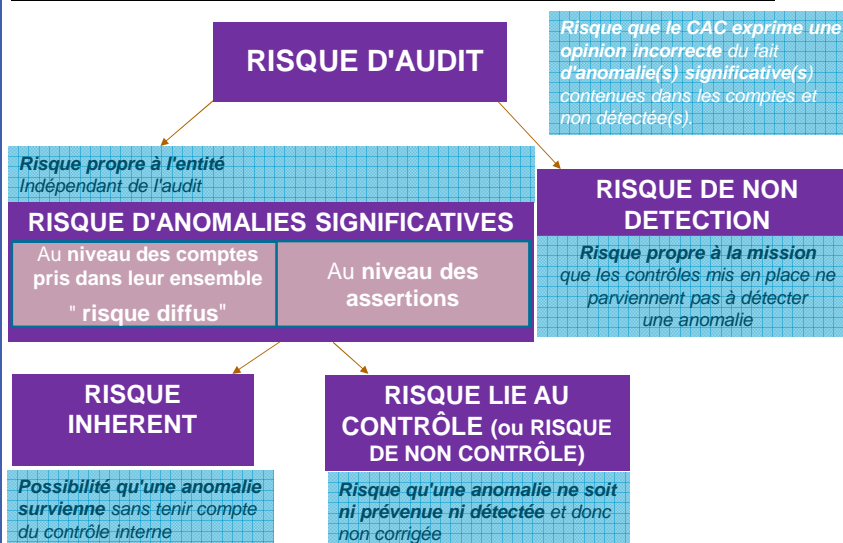 RISQUE D'AUDIT
Risque que le CAC exprime une
opinion incorrecte du fait
d'anomalie(s) significative(s)
contenues dans les comptes et
non détectée(s).
Risque propre à l'entité
Indépendant de l'audit
RISQUE D'ANOMALIES SIGNIFICATIVES
Au niveau des comptes
pris dans leur ensemble
" risque diffus"
Au niveau des
assertions
RISQUE DE NON
DETECTION
Risque propre à la mission
que les contrôles mis en place ne
parviennent pas à détecter
une anomalie
RISQUE
INHERENT
Possibilité qu'une anomalie
survienne sans tenir compte
du contrôle interne
RISQUE LIE AU
CONTRÔLE (ou RISQUE
DE NON CONTRÔLE)
Risque qu'une anomalie ne soit
ni prévenue ni détectée et donc
non corrigée